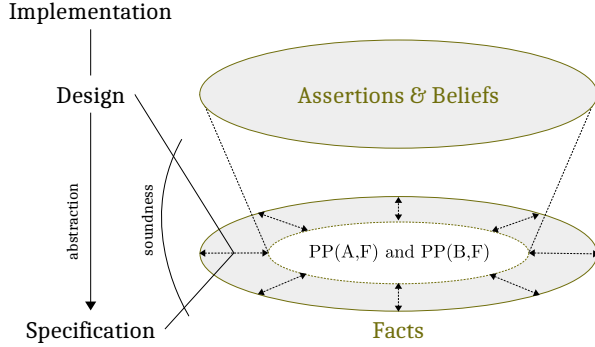 Implementation
Design
Assertions & Beliefs
abstraction
soundness
PP(A,F) and PP(B,F)
Specification
Facts